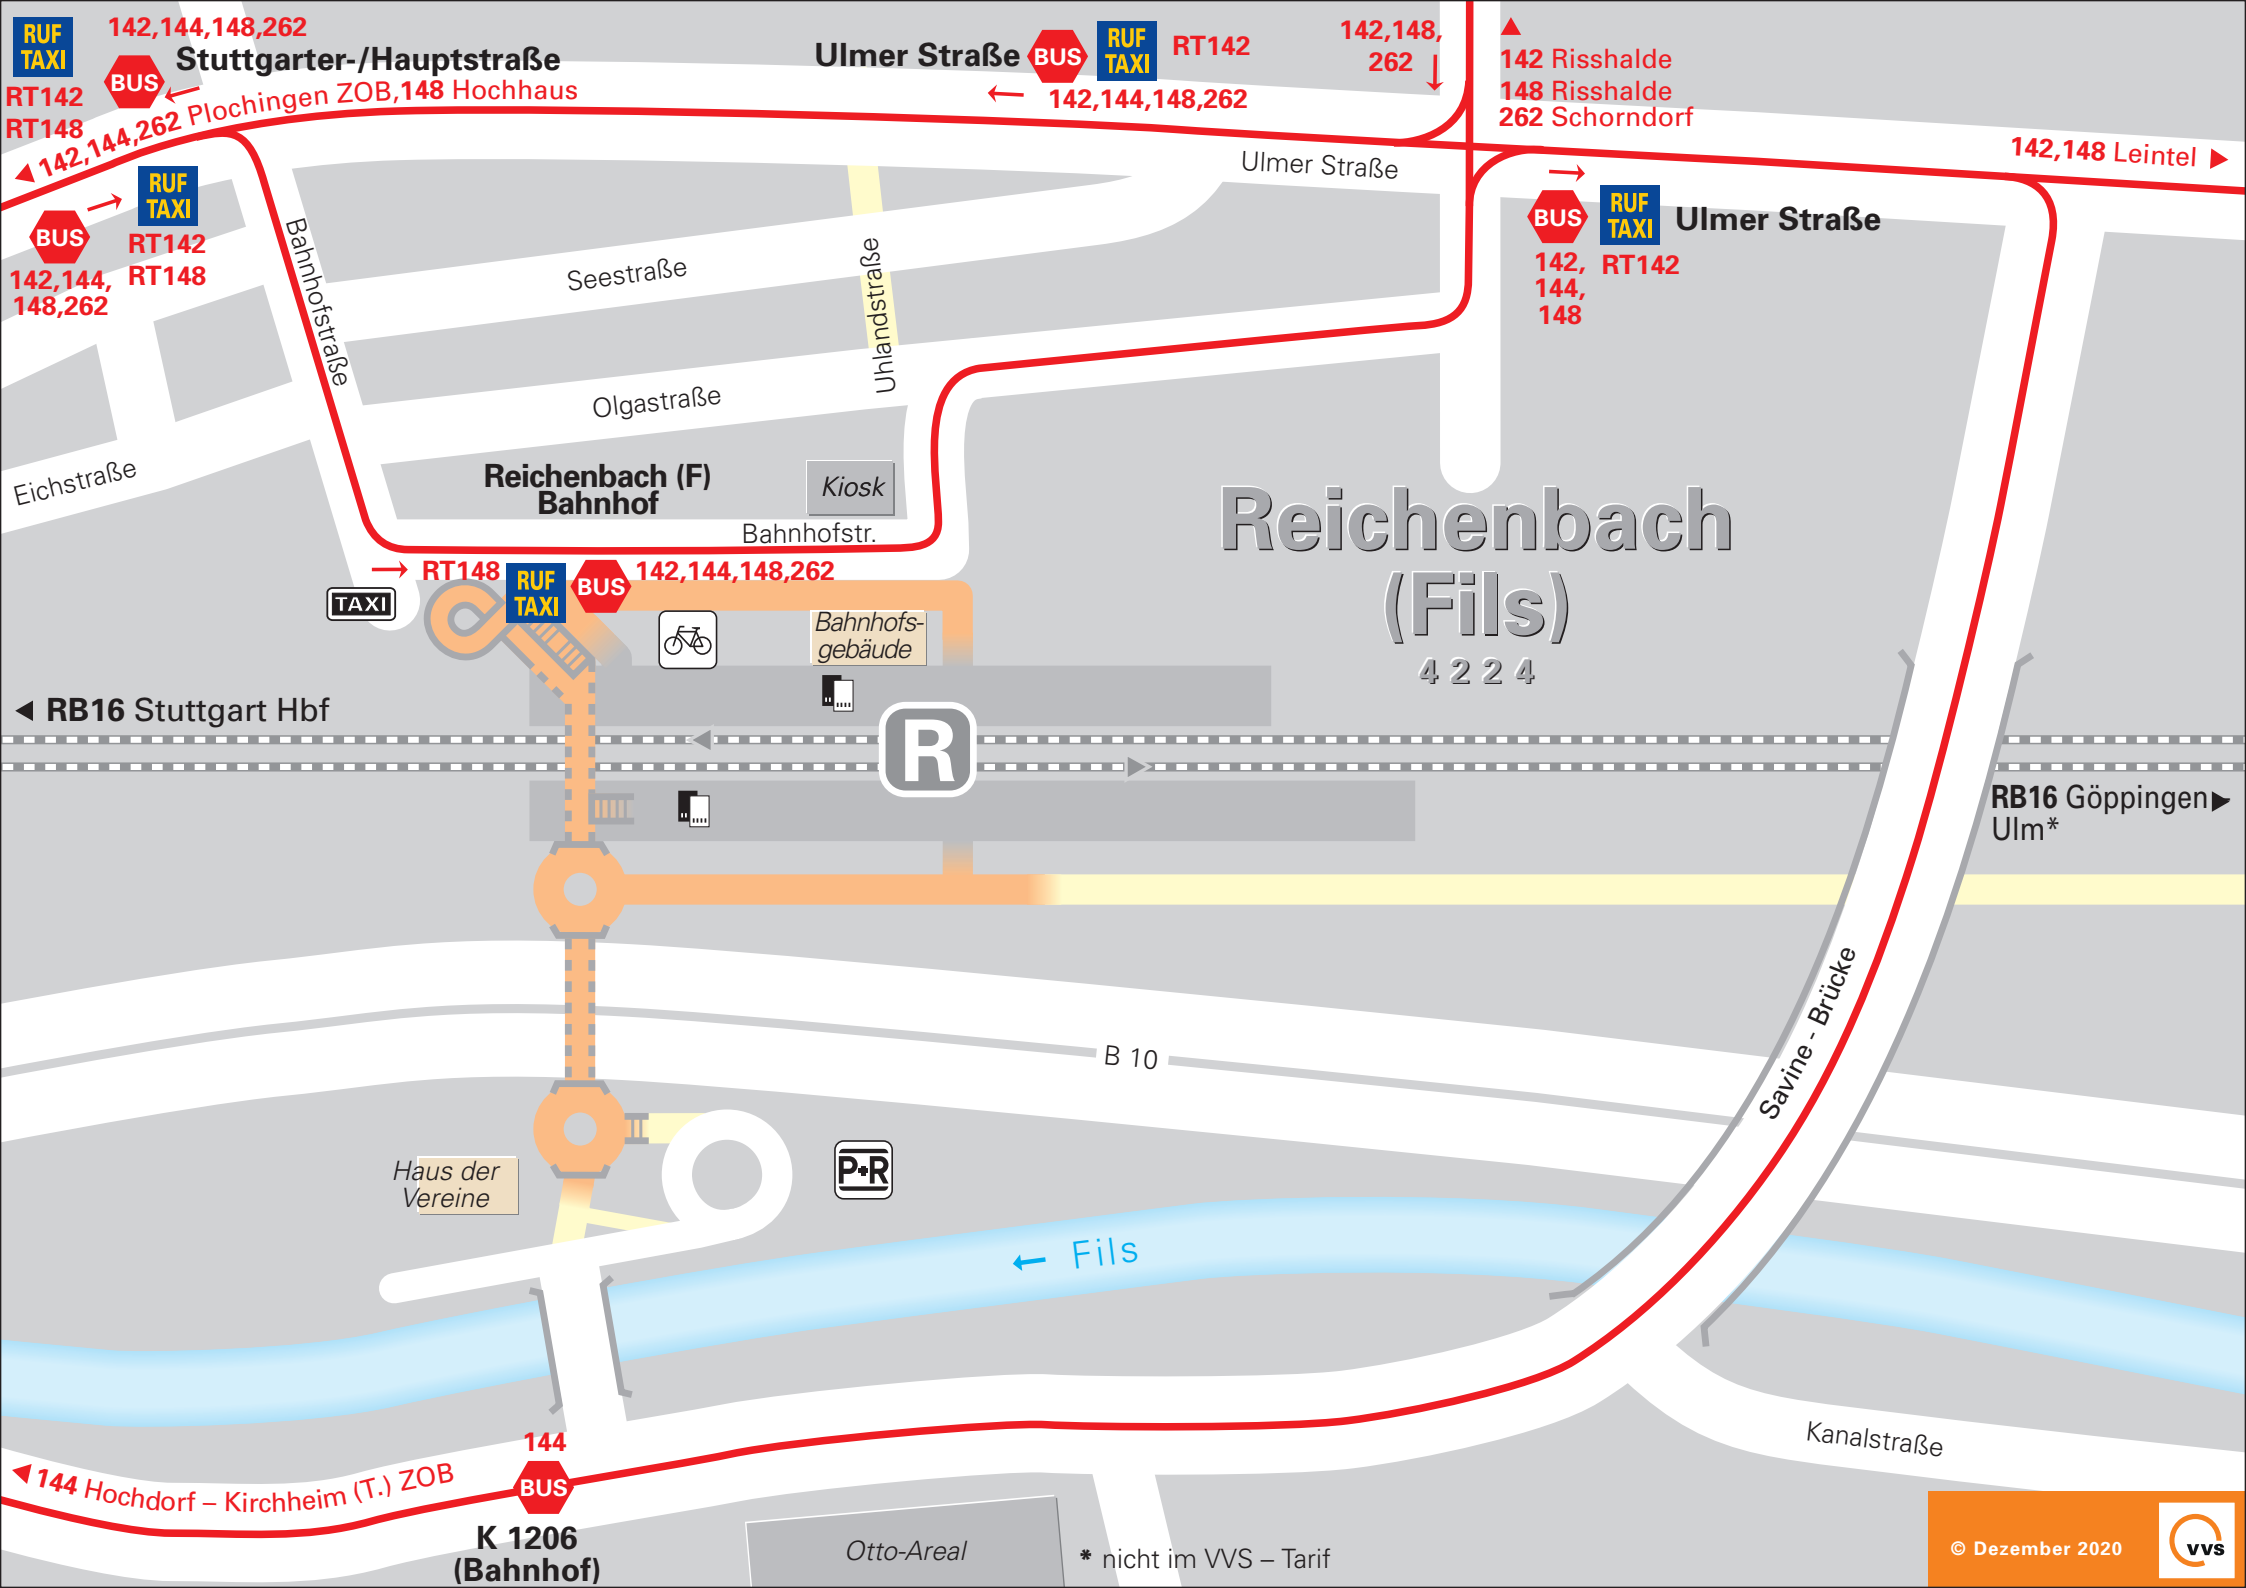 RUF
TAXI
142,144,148,262
Stuttgarter-/Hauptstraße
BUS
RT142
RT148
142,144,262 Plochingen ZOB,148 Hochhaus
Ulmer Straße
BUS
RUF
TAXI
RT142
142,144,148,262
142,148,
262
142 Risshalde
148 Risshalde
262 Schorndorf
142,148 Leintel
BUS
RUF
TAXI
RT142
RT148
142,144,
148,262
Ulmer Straße
BUS
RUF
TAXI
Ulmer Straße
142,
144,
148
RT142
Bahnhofstraße
Seestraße
Uhlandstraße
Olgastraße
Eichstraße
Reichenbach (F)
Bahnhof
Kiosk
Bahnhofstr.
Reichenbach
(Fils)
4224
RT148
RUF
TAXI
BUS
142,144,148,262
TAXI
Bahnhofs-
gebäude
RB16 Stuttgart Hbf
R
RB16 Göppingen
Ulm*
B 10
Savine - Brücke
Haus der
Vereine
P+R
Fils
Kanalstraße
144
144 Hochdorf – Kirchheim (T.) ZOB
BUS
K 1206
(Bahnhof)
Otto-Areal
* nicht im VVS – Tarif
© Dezember 2020
VVS